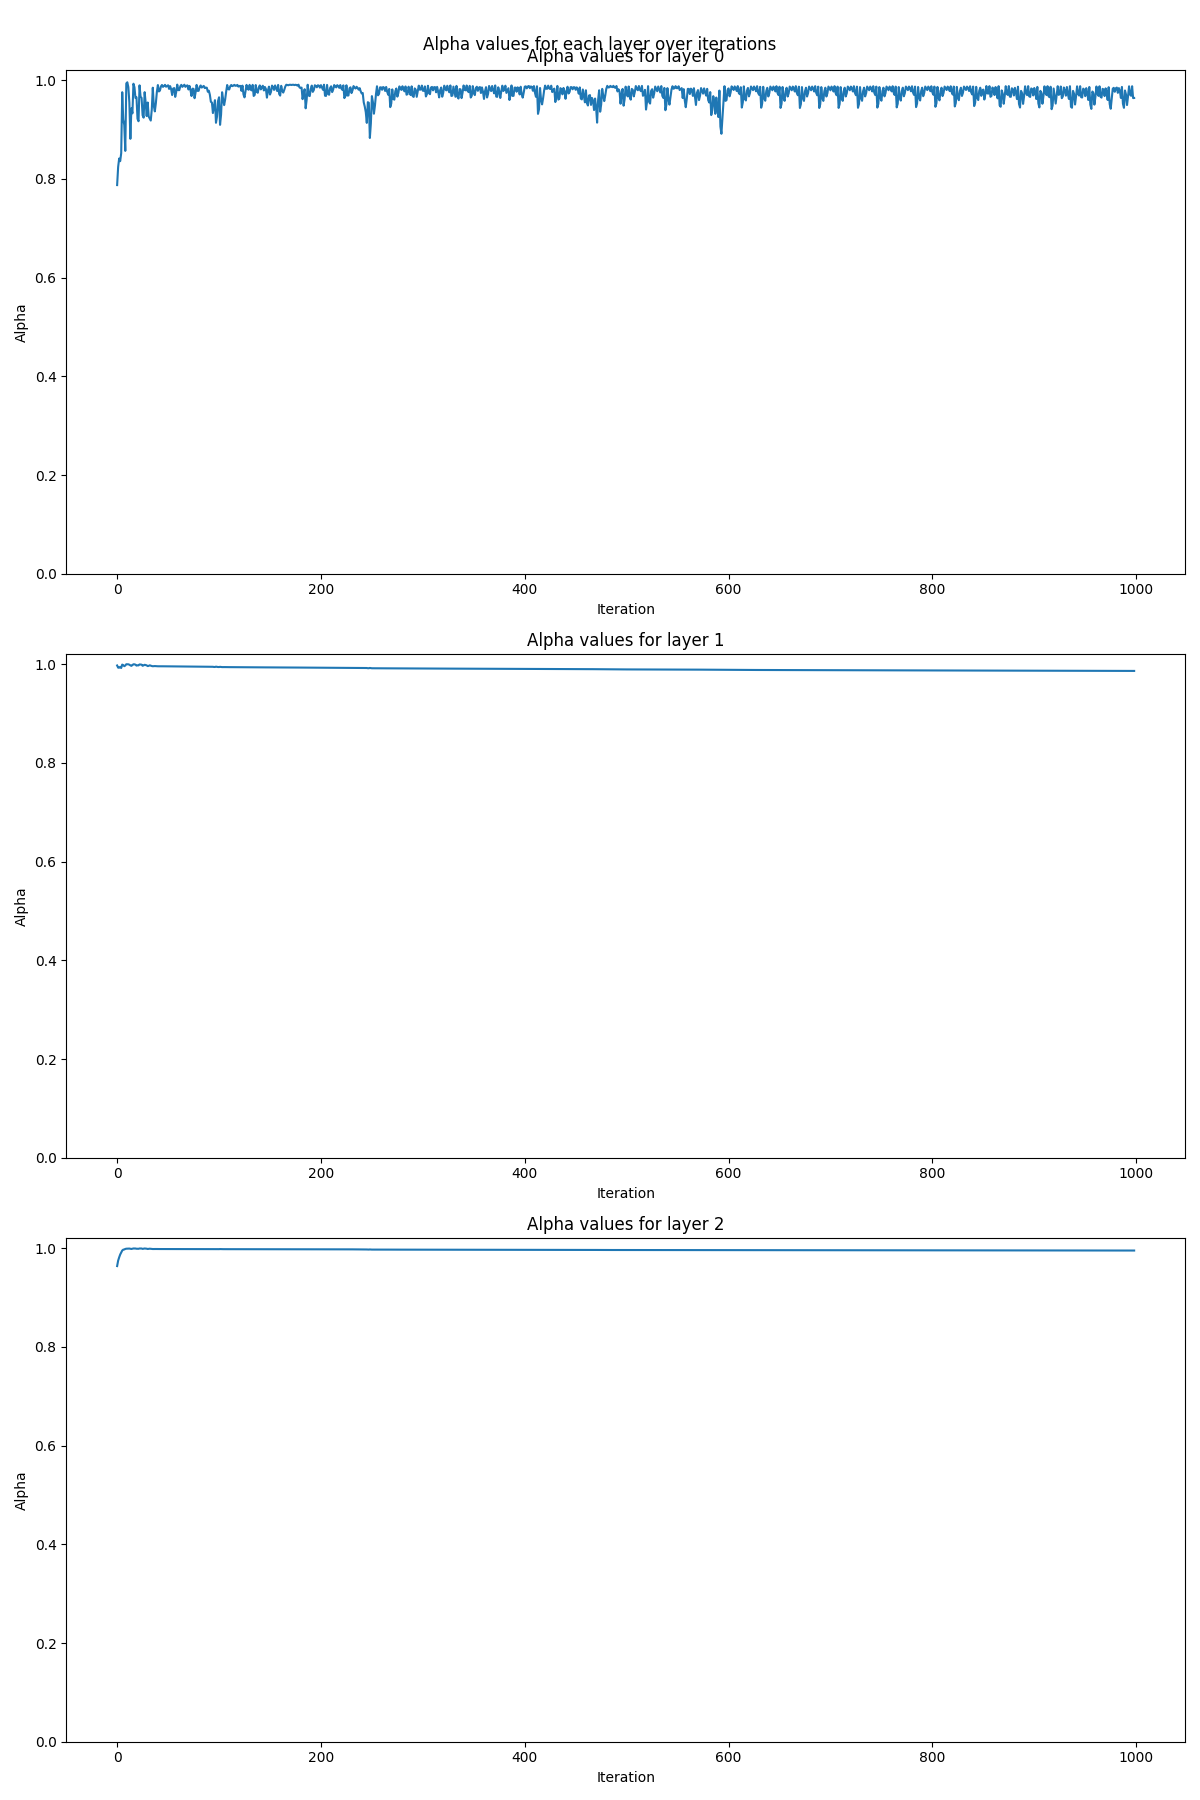 Alpha values for each layer over iterations
Alpha values for layer 0
1.0
0.8
0.6
0.4
0.2
0.0
Alpha
0 200 400 600 800 1000
Iteration
Alpha values for layer 1
1.0
0.8
0.6
0.4
0.2
0.0
Alpha
0 200 400 600 800 1000
Iteration
Alpha values for layer 2
1.0
0.8
0.6
0.4
0.2
0.0
Alpha
0 200 400 600 800 1000
Iteration